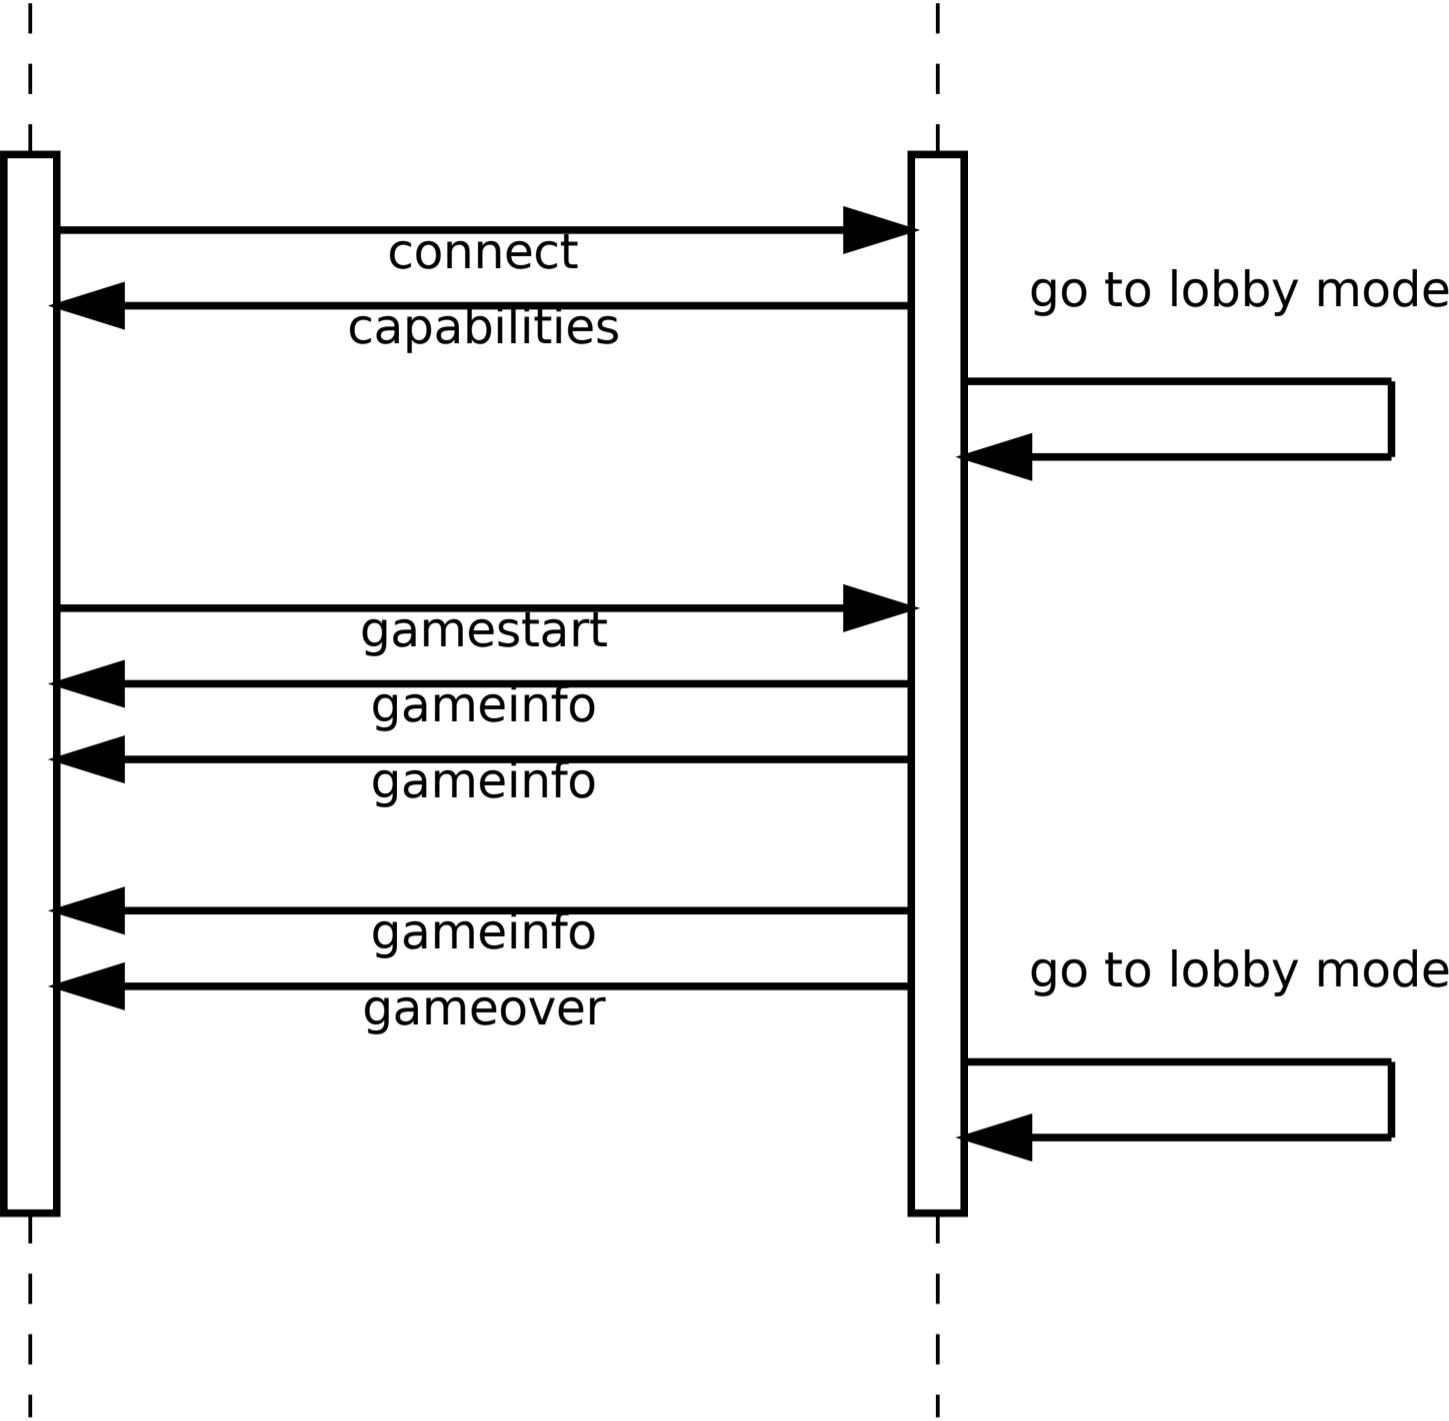 connect
go to lobby mode
capabilities
gamestart
gameinfo
gameinfo
gameinfo
go to lobby mode
gameover